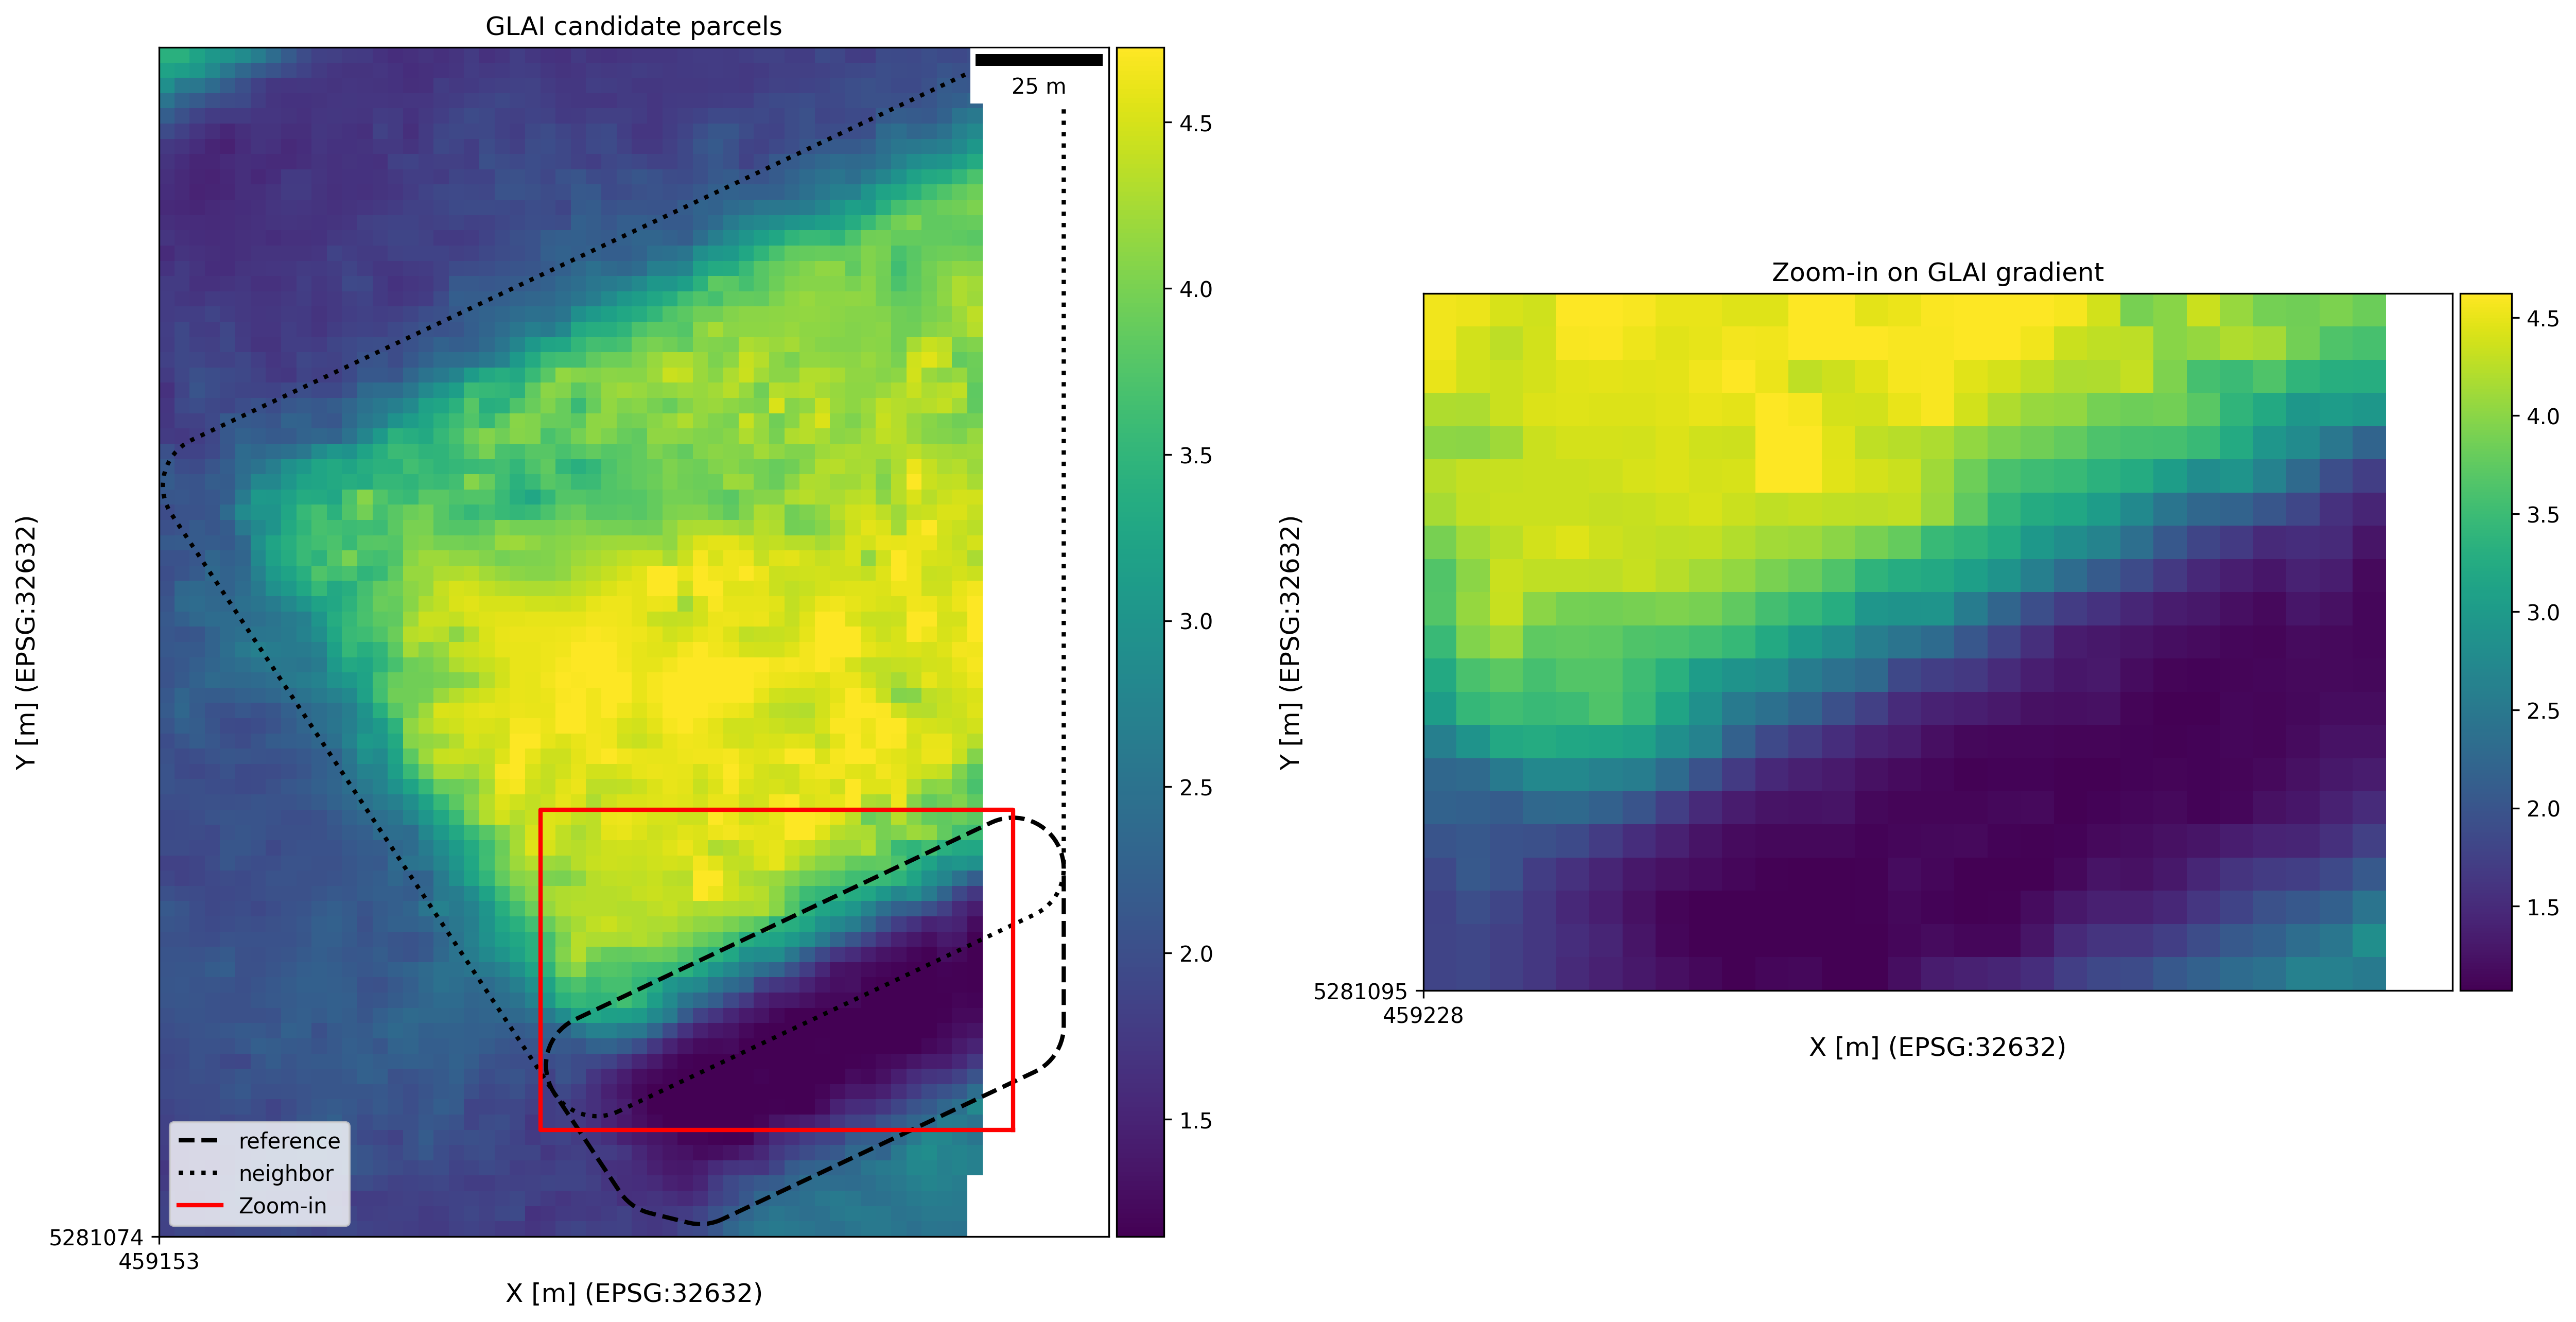 GLAI candidate parcels
25 m
4.5
4.0
3.5
3.0
2.5
2.0
1.5
Y [m] (EPSG:32632)
reference
neighbor
Zoom-in
5281074
459153
X [m] (EPSG:32632)
Zoom-in on GLAI gradient
4.5
4.0
3.5
3.0
2.5
2.0
1.5
Y [m] (EPSG:32632)
5281095
459228
X [m] (EPSG:32632)